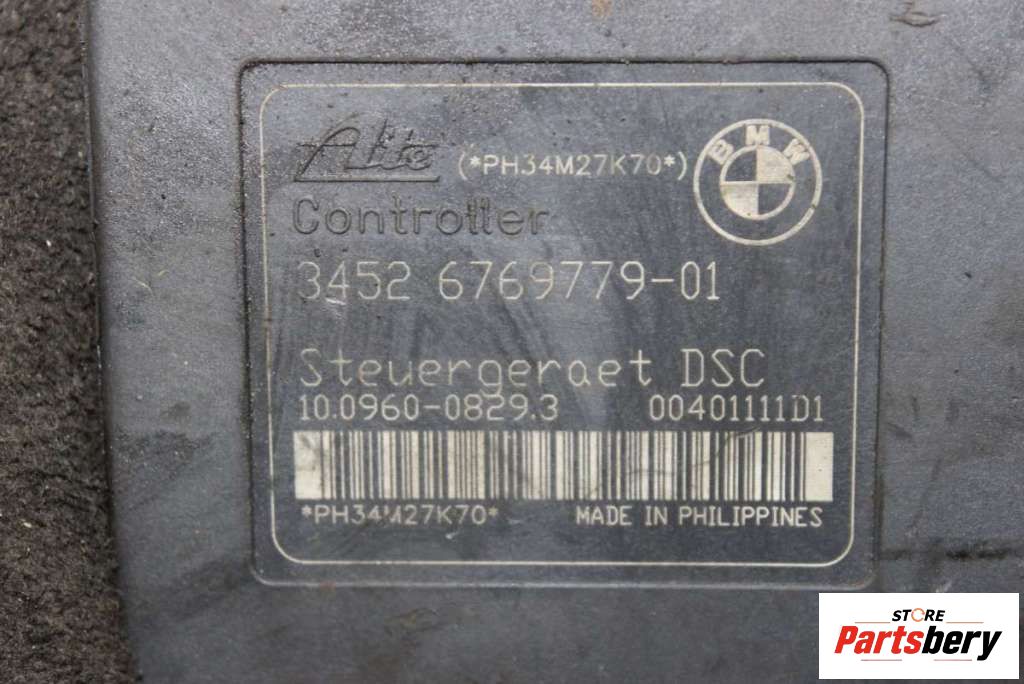 Ate (*PH34M27K70*) BMW
Controller
3452 6769779-01
Steuergeraet DSC
10.0960-0829.3 00401111D1
*PH34M27K70* MADE IN PHILIPPINES
STORE
Partsbery